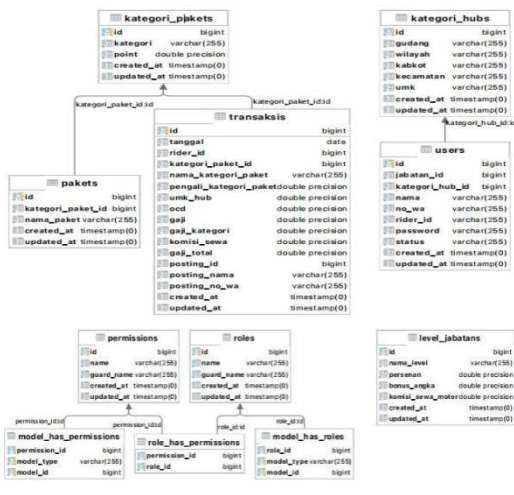 kategori_pakets
id bigint
kategori varchar(255)
point double precision
created_at timestamp(0)
updated_at timestamp(0)
kategori_hubs
id bigint
gudang varchar(255)
wilayah varchar(255)
kabkot varchar(255)
kecamatan varchar(255)
umk varchar(255)
created_at timestamp(0)
updated_at timestamp(0)
kategori_paket_id:id
kategori_paket_id:id
kategori_hub_id:id
transaksis
id bigint
tanggal date
rider_id bigint
kategori_paket_id bigint
nama_kategori_paket varchar(255)
pengali_kategori_paket double precision
umk_hub double precision
ocd double precision
gaji double precision
gaji_kategori double precision
komisi_sewa double precision
gaji_total double precision
posting_id bigint
posting_nama varchar(255)
posting_no_wa varchar(255)
created_at timestamp(0)
updated_at timestamp(0)
pakets
id bigint
kategori_paket_id bigint
nama_paket varchar(255)
created_at timestamp(0)
updated_at timestamp(0)
users
id bigint
jabatan_id bigint
kategori_hub_id bigint
nama varchar(255)
no_wa varchar(255)
rider_id varchar(255)
password varchar(255)
status varchar(255)
created_at timestamp(0)
updated_at timestamp(0)
permissions
id bigint
name varchar(255)
guard_name varchar(255)
created_at timestamp(0)
updated_at timestamp(0)
roles
id bigint
name varchar(255)
guard_name varchar(255)
created_at timestamp(0)
updated_at timestamp(0)
level_jabatans
id bigint
nama_level varchar(255)
persenan double precision
bonus_angka double precision
komisi_sewa_motor double precision
created_at timestamp(0)
updated_at timestamp(0)
permission_id:id
permission_id:id
role_id:id
role_id:id
model_has_permissions
permission_id bigint
model_type varchar(255)
model_id bigint
role_has_permissions
permission_id bigint
role_id bigint
model_has_roles
role_id bigint
model_type varchar(255)
model_id bigint